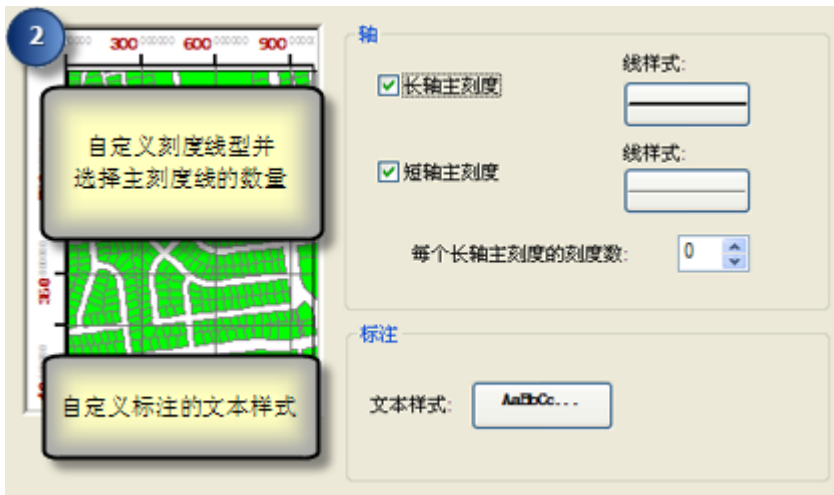 2
300 600 900
自定义刻度线型并
选择主刻度线的数量
自定义标注的文本样式
轴
长轴主刻度
线样式:
短轴主刻度
线样式:
每个长轴主刻度的刻度数: 0
标注
文本样式: AaBbCc...